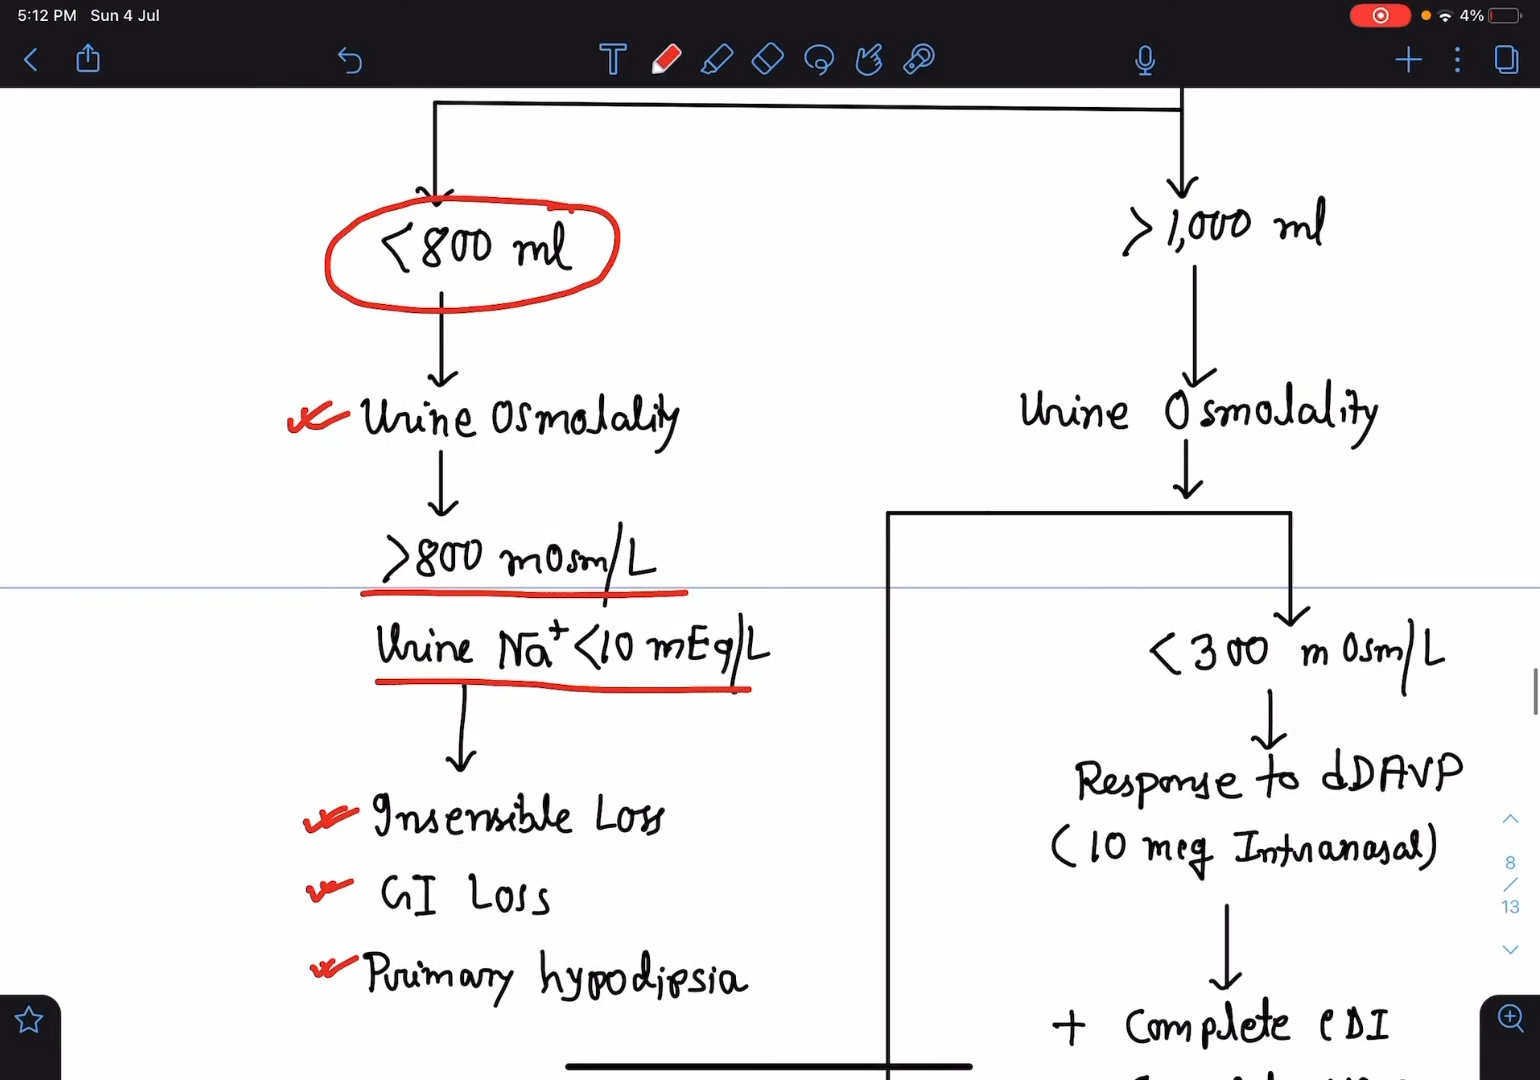 5:12 PM Sun 4 Jul
4%
<800 ml
>1,000 ml
Urine Osmolality
Urine Osmolality
>800 mOsm/L
Urine Na+ <10 mEq/L
<300 mOsm/L
Insensible Loss
Response to dDAVP
(10 mcg Intranasal)
GI Loss
Primary hypodipsia
+ Complete CDI
8
/
13